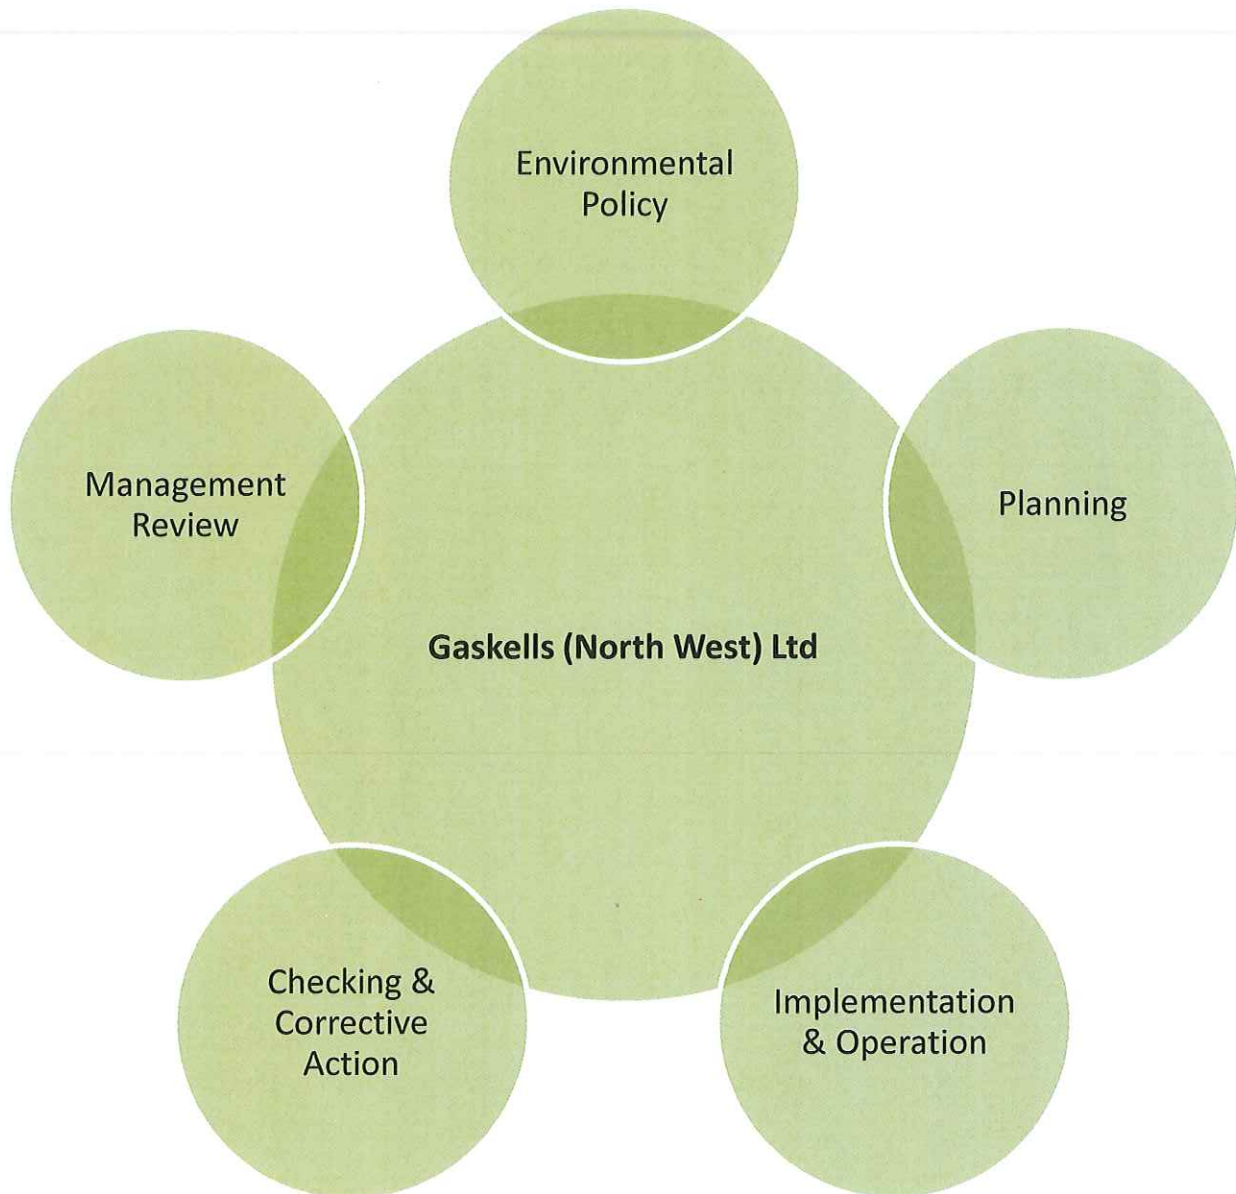 Environmental
Policy
Management
Review
Planning
Gaskells (North West) Ltd
Checking &
Corrective
Action
Implementation
& Operation